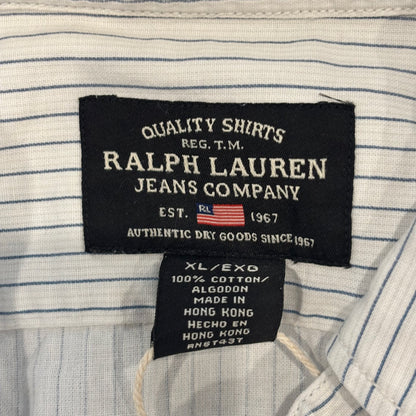 QUALITY SHIRTS
REG. T.M.
RALPH LAUREN
JEANS COMPANY
EST. RL 1967
AUTHENTIC DRY GOODS SINCE 1967
XL/EXG
100% COTTON/
ALGODON
MADE IN
HONG KONG
HECHO EN
HONG KONG